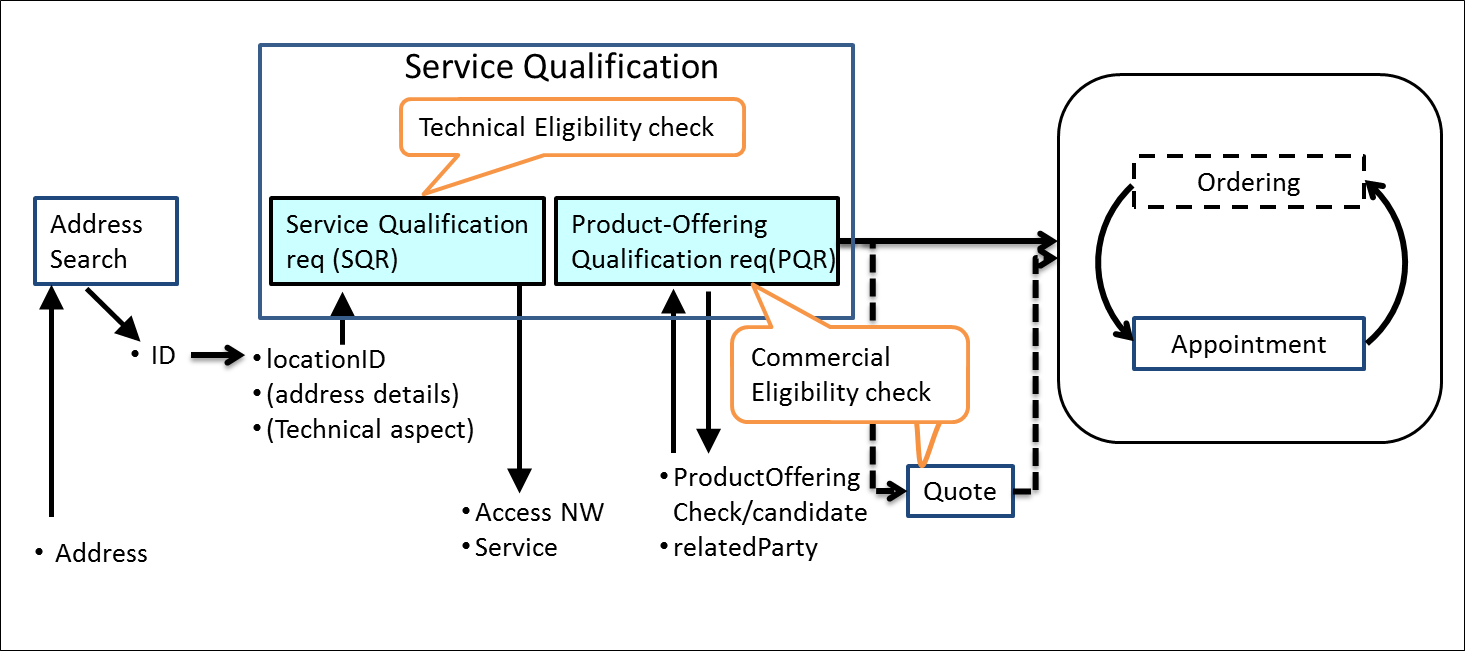 Service Qualification
Technical Eligibility check
Address
Search
Service Qualification
req (SQR)
Product-Offering
Qualification req(PQR)
Ordering
Appointment
• ID
• locationID
• (address details)
• (Technical aspect)
Commercial
Eligibility check
• ProductOffering
Check/candidate
• relatedParty
Quote
• Access NW
• Service
• Address